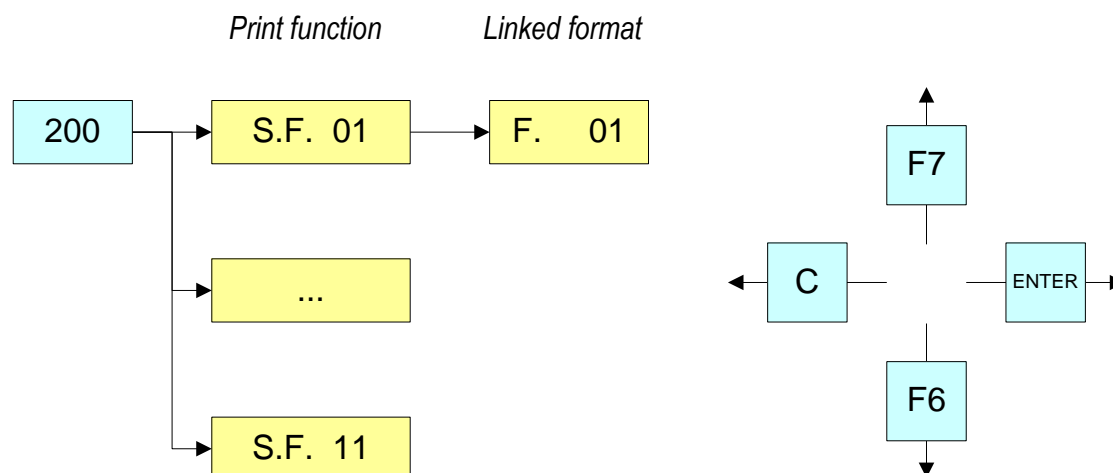 Print function
Linked format
200
S.F. 01
F. 01
...
S.F. 11
F7
C
ENTER
F6